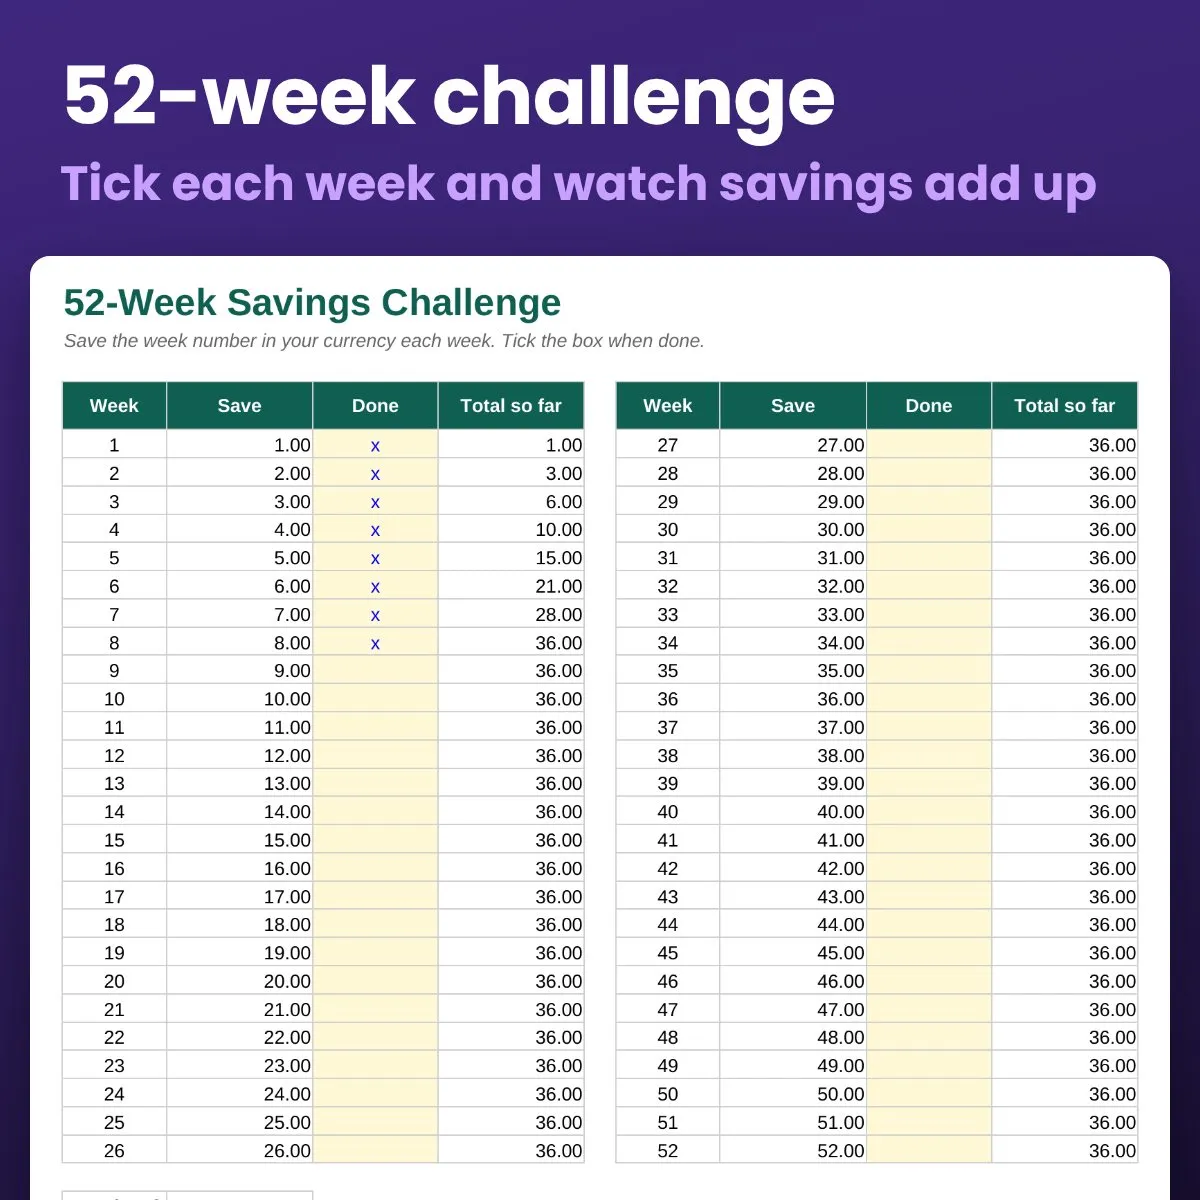 52-week challenge
Tick each week and watch savings add up
52-Week Savings Challenge
Save the week number in your currency each week. Tick the box when done.
Week Save Done Total so far Week Save Done Total so far
1 1.00 x 1.00 27 27.00 36.00
2 2.00 x 3.00 28 28.00 36.00
3 3.00 x 6.00 29 29.00 36.00
4 4.00 x 10.00 30 30.00 36.00
5 5.00 x 15.00 31 31.00 36.00
6 6.00 x 21.00 32 32.00 36.00
7 7.00 x 28.00 33 33.00 36.00
8 8.00 x 36.00 34 34.00 36.00
9 9.00 36.00 35 35.00 36.00
10 10.00 36.00 36 36.00 36.00
11 11.00 36.00 37 37.00 36.00
12 12.00 36.00 38 38.00 36.00
13 13.00 36.00 39 39.00 36.00
14 14.00 36.00 40 40.00 36.00
15 15.00 36.00 41 41.00 36.00
16 16.00 36.00 42 42.00 36.00
17 17.00 36.00 43 43.00 36.00
18 18.00 36.00 44 44.00 36.00
19 19.00 36.00 45 45.00 36.00
20 20.00 36.00 46 46.00 36.00
21 21.00 36.00 47 47.00 36.00
22 22.00 36.00 48 48.00 36.00
23 23.00 36.00 49 49.00 36.00
24 24.00 36.00 50 50.00 36.00
25 25.00 36.00 51 51.00 36.00
26 26.00 36.00 52 52.00 36.00